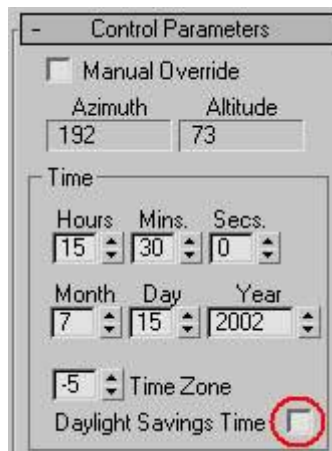 - Control Parameters
Manual Override
Azimuth Altitude
192 73
Time
Hours Mins. Secs.
15 30 0
Month Day Year
7 15 2002
-5 Time Zone
Daylight Savings Time